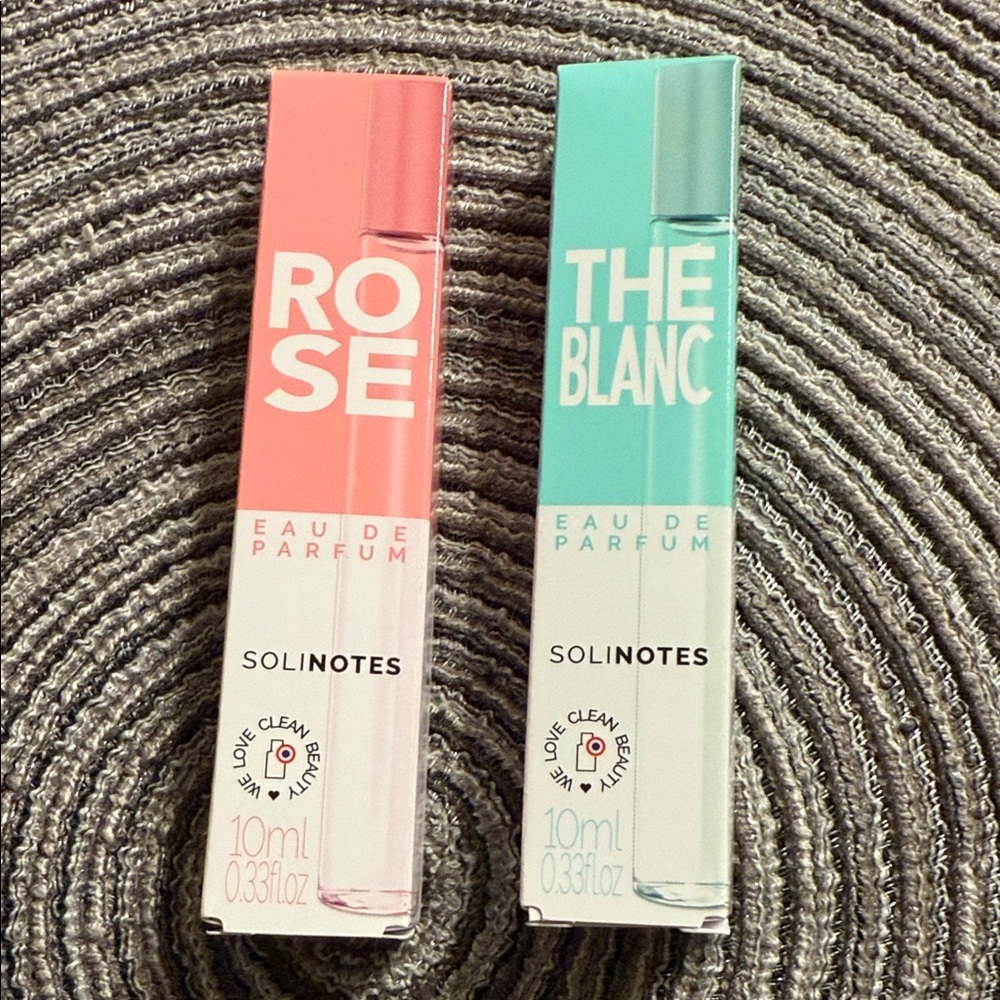 RO
SE
EAU DE
PARFUM
SOLINOTES
WE LOVE CLEAN BEAUTY ♥
10ml
0.33fl.oz
THÉ
BLANC
EAU DE
PARFUM
SOLINOTES
WE LOVE CLEAN BEAUTY ♥
10ml
0.33fl.oz